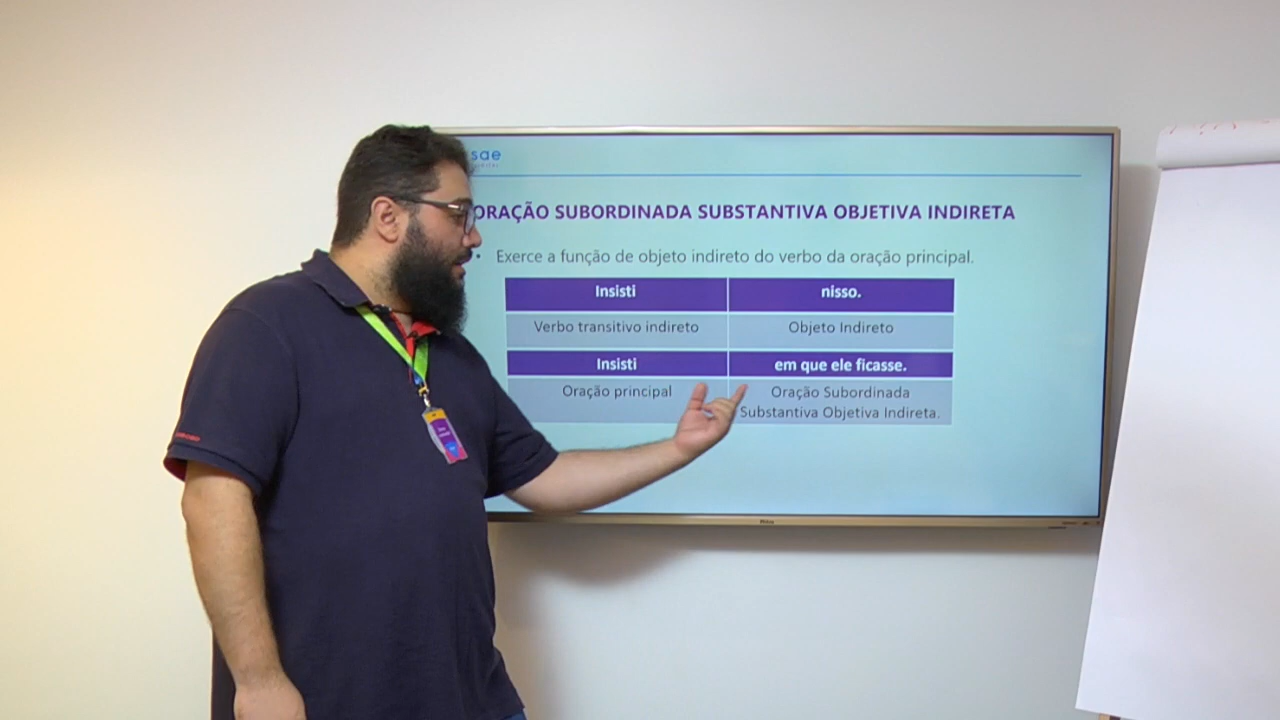 sae
ORAÇÃO SUBORDINADA SUBSTANTIVA OBJETIVA INDIRETA
• Exerce a função de objeto indireto do verbo da oração principal.
Insisti nisso.
Verbo transitivo indireto Objeto Indireto
Insisti em que ele ficasse.
Oração principal Oração Subordinada
Substantiva Objetiva Indireta.